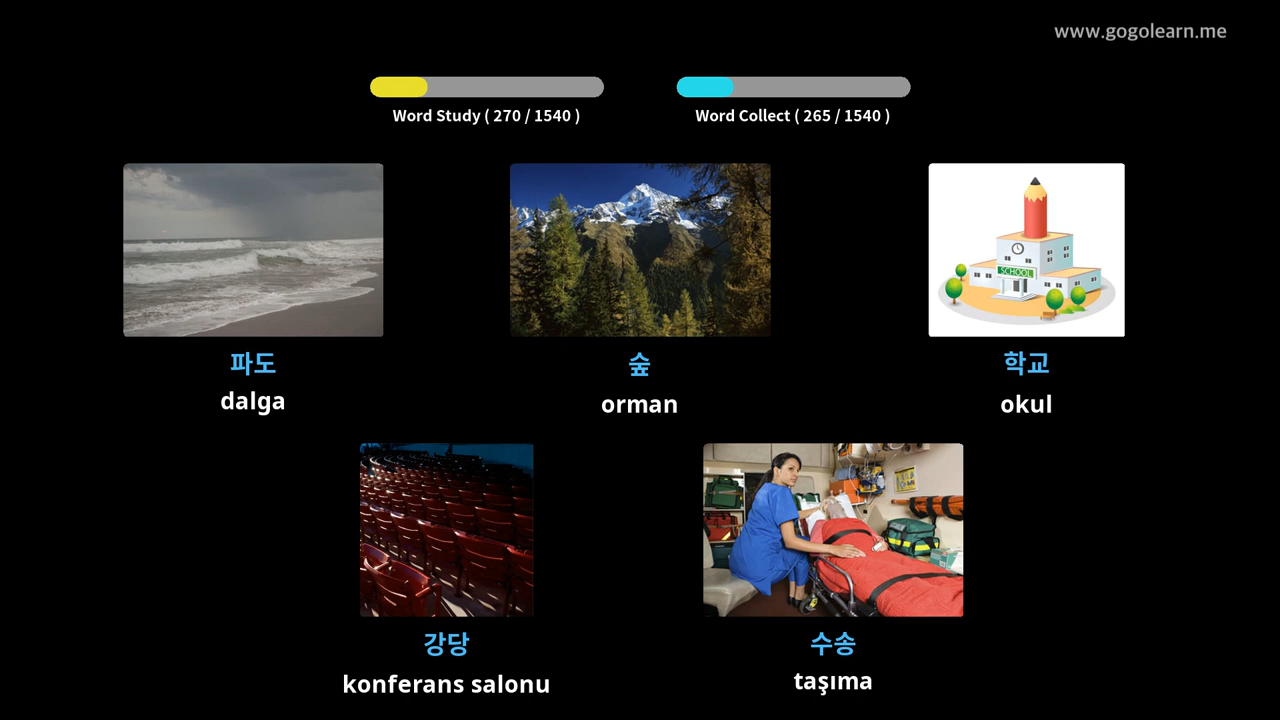 www.gogolearn.me
Word Study ( 270 / 1540 )
Word Collect ( 265 / 1540 )
SCHOOL
파도
dalga
숲
orman
학교
okul
강당
konferans salonu
수송
taşıma